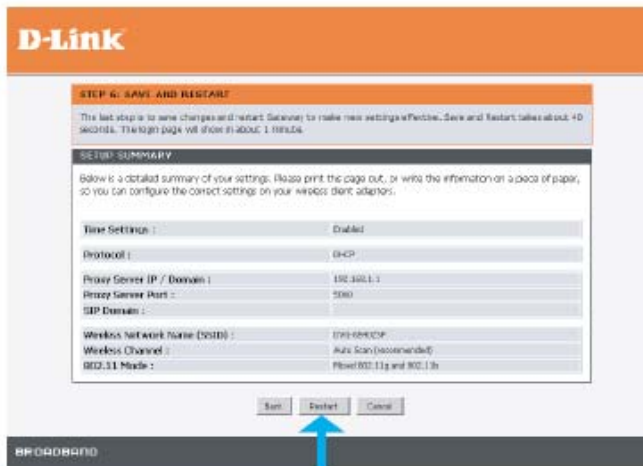 D-Link
STEP 6: SAVE AND RESTART
The last step is to save changes and restart Gateway to make new settings effective. Save and Restart takes about 40
seconds. The login page will show in about 1 minute.
SETUP SUMMARY
Below is a detailed summary of your settings. Please print this page out, or write the information on a piece of paper,
so you can configure the correct settings on your wireless client adapters.
Time Settings : Enabled
Protocol : DHCP
Proxy Server IP / Domain : 192.168.1.1
Proxy Server Port : 5060
SIP Domain :
Wireless Network Name (SSID) :
Wireless Channel : Auto Scan (recommended)
802.11 Mode : Mixed 802.11g and 802.11b
Back Restart Cancel
BROADBAND